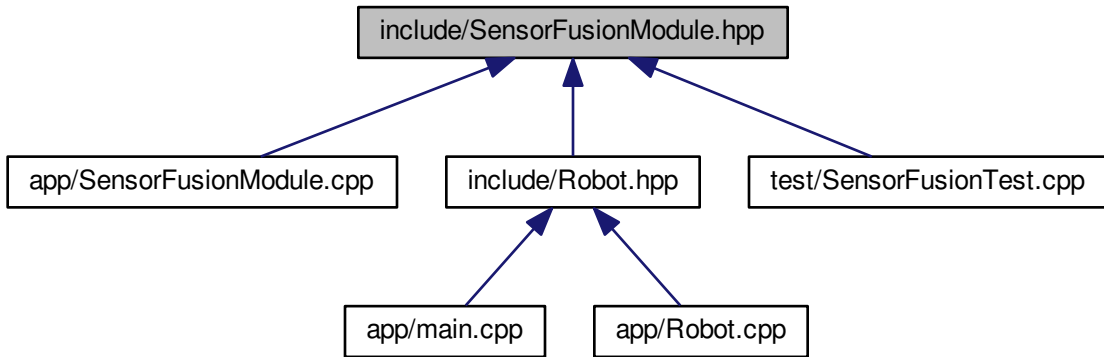 include/SensorFusionModule.hpp
app/SensorFusionModule.cpp
include/Robot.hpp
test/SensorFusionTest.cpp
app/main.cpp
app/Robot.cpp